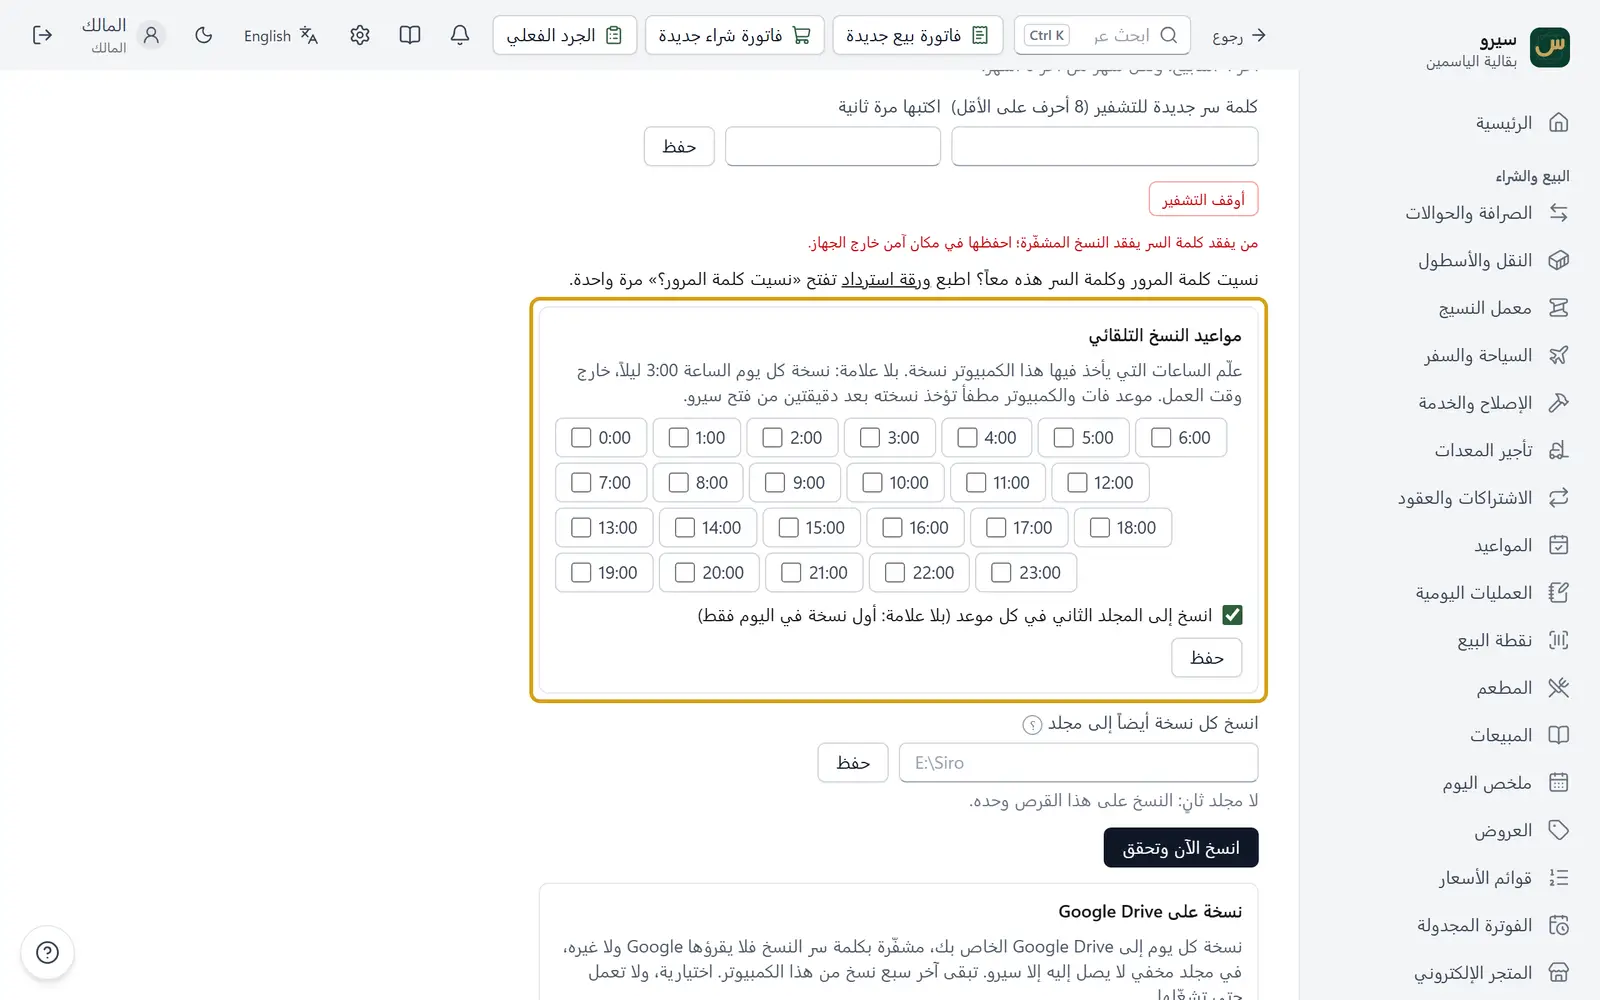 سيرو
بقالية الياسمين
رجوع
ابحث عن
Ctrl K
فاتورة بيع جديدة
فاتورة شراء جديدة
الجرد الفعلي
English
المالك
المالك
الرئيسية
البيع والشراء
الصرافة والحوالات
النقل والأسطول
معمل النسيج
السياحة والسفر
الإصلاح والخدمة
تأجير المعدات
الاشتراكات والعقود
المواعيد
العمليات اليومية
نقطة البيع
المطعم
المبيعات
ملخص اليوم
العروض
قوائم الأسعار
الفوترة المجدولة
المتجر الإلكتروني
كلمة سر جديدة للتشفير (8 أحرف على الأقل)
اكتبها مرة ثانية
حفظ
أوقف التشفير
من يفقد كلمة السر يفقد النسخ المشفّرة؛ احفظها في مكان آمن خارج الجهاز.
نسيت كلمة المرور وكلمة السر هذه معاً؟ اطبع ورقة استرداد تفتح «نسيت كلمة المرور؟» مرة واحدة.
مواعيد النسخ التلقائي
علّم الساعات التي يأخذ فيها هذا الكمبيوتر نسخة. بلا علامة: نسخة كل يوم الساعة 3:00 ليلاً، خارج
وقت العمل. موعد فات والكمبيوتر مطفأ تؤخذ نسخته بعد دقيقتين من فتح سيرو.
0:00 1:00 2:00 3:00 4:00 5:00 6:00
7:00 8:00 9:00 10:00 11:00 12:00
13:00 14:00 15:00 16:00 17:00 18:00
19:00 20:00 21:00 22:00 23:00
انسخ إلى المجلد الثاني في كل موعد (بلا علامة: أول نسخة في اليوم فقط)
حفظ
انسخ كل نسخة أيضاً إلى مجلد ؟
E:\Siro
حفظ
لا مجلد ثانٍ: النسخ على هذا القرص وحده.
انسخ الآن وتحقق
نسخة على Google Drive
نسخة كل يوم إلى Google Drive الخاص بك، مشفّرة بكلمة سر النسخ فلا يقرؤها Google ولا غيره،
في مجلد مخفي لا يصل إليه إلا سيرو. تبقى آخر سبع نسخ من هذا الكمبيوتر. اختيارية، ولا تعمل
حتى تشغّلها